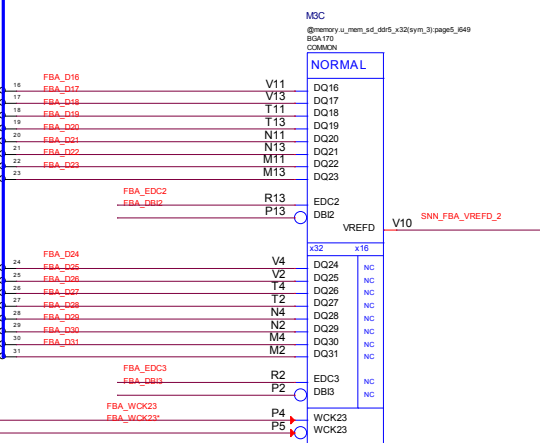 M3C
@memory.u_mem_sd_ddr5_x32(sym_3):page5_i649
BGA170
COMMON
NORMAL
16 FBA_D16 V11 DQ16
17 FBA_D17 V13 DQ17
18 FBA_D18 T11 DQ18
19 FBA_D19 T13 DQ19
20 FBA_D20 N11 DQ20
21 FBA_D21 N13 DQ21
22 FBA_D22 M11 DQ22
23 FBA_D23 M13 DQ23
FBA_EDC2 R13 EDC2
FBA_DBI2 P13 DBI2
VREFD V10 SNN_FBA_VREFD_2
x32 x16
24 FBA_D24 V4 DQ24 NC
25 FBA_D25 V2 DQ25 NC
26 FBA_D26 T4 DQ26 NC
27 FBA_D27 T2 DQ27 NC
28 FBA_D28 N4 DQ28 NC
29 FBA_D29 N2 DQ29 NC
30 FBA_D30 M4 DQ30 NC
31 FBA_D31 M2 DQ31 NC
FBA_EDC3 R2 EDC3 NC
FBA_DBI3 P2 DBI3 NC
FBA_WCK23 P4 WCK23
FBA_WCK23* P5 WCK23